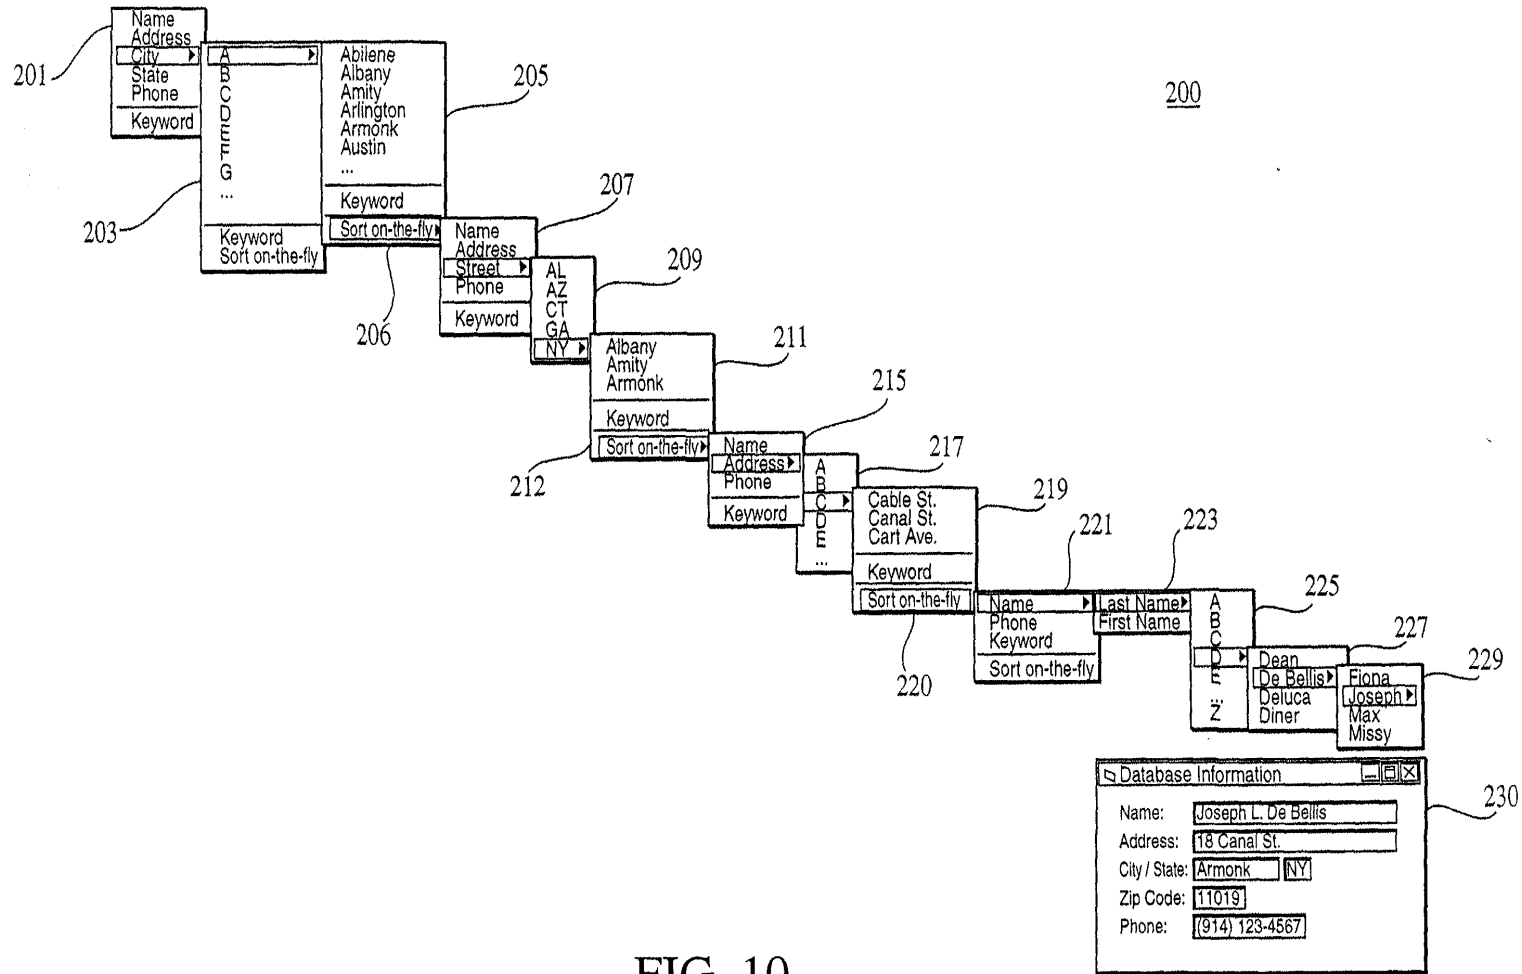 200
201
Name
Address
City
State
Phone
Keyword
203
A
B
C
D
E
F
G
...
Keyword
Sort on-the-fly
205
Abilene
Albany
Amity
Arlington
Armonk
Austin
...
Keyword
Sort on-the-fly
206
207
Name
Address
Street
Phone
Keyword
209
AL
AZ
CT
GA
NY
211
Albany
Amity
Armonk
Keyword
Sort on-the-fly
212
215
Name
Address
Phone
Keyword
217
A
B
C
D
E
...
219
Cable St.
Canal St.
Cart Ave.
Keyword
Sort on-the-fly
220
221
Name
Phone
Keyword
Sort on-the-fly
223
Last Name
First Name
225
A
B
C
D
E
...
Z
227
Dean
De Bellis
Deluca
Diner
229
Fiona
Joseph
Max
Missy
230
Database Information
Name: Joseph L. De Bellis
Address: 18 Canal St.
City / State: Armonk NY
Zip Code: 11019
Phone: (914) 123-4567
FIG. 10